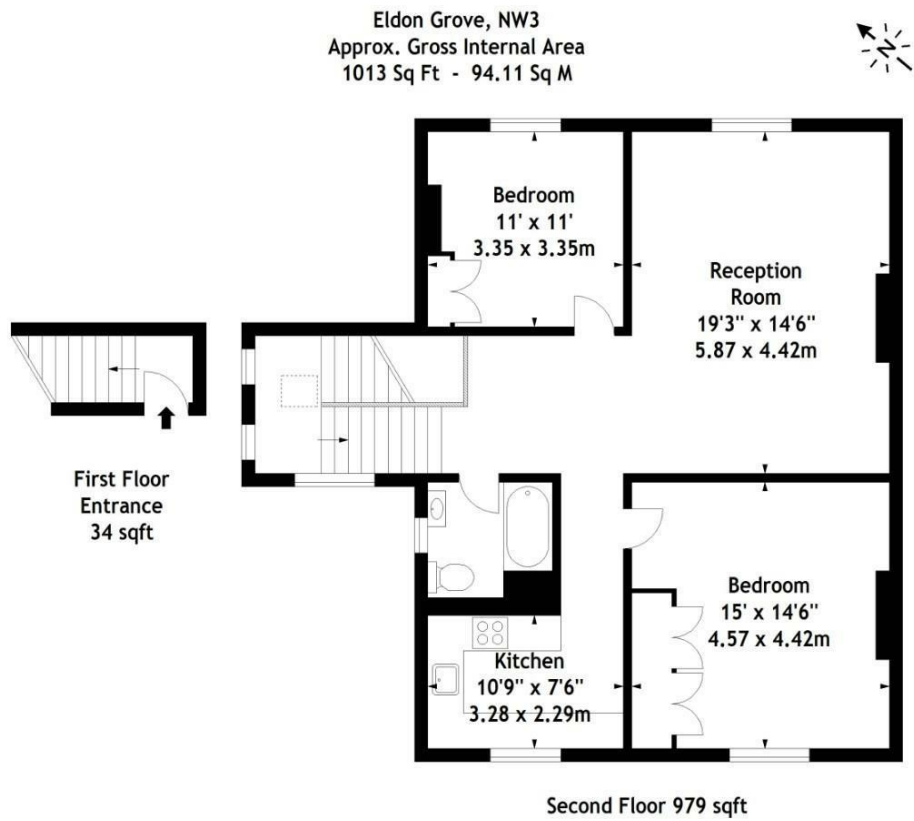 Eldon Grove, NW3
Approx. Gross Internal Area
1013 Sq Ft - 94.11 Sq M
N
Bedroom
11' x 11'
3.35 x 3.35m
Reception
Room
19'3" x 14'6"
5.87 x 4.42m
First Floor
Entrance
34 sqft
Bedroom
15' x 14'6"
4.57 x 4.42m
Kitchen
10'9" x 7'6"
3.28 x 2.29m
Second Floor 979 sqft